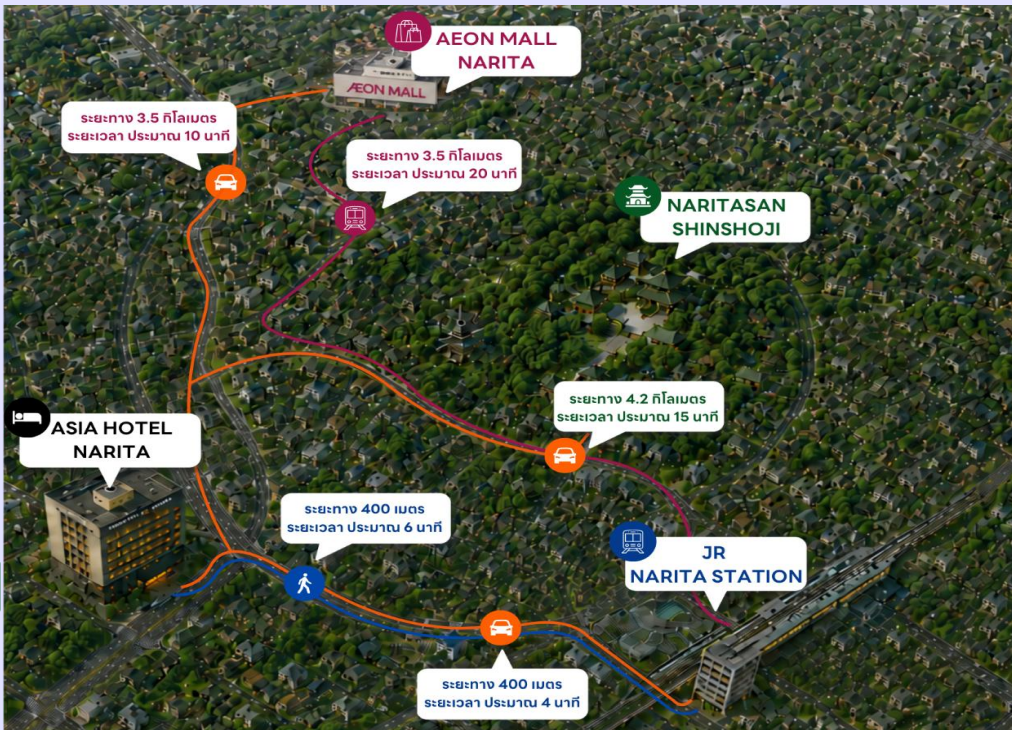 AEON MALL
NARITA
ÆON MALL
ระยะทาง 3.5 กิโลเมตร
ระยะเวลา ประมาณ 10 นาที
ระยะทาง 3.5 กิโลเมตร
ระยะเวลา ประมาณ 20 นาที
NARITASAN
SHINSHOJI
ระยะทาง 4.2 กิโลเมตร
ระยะเวลา ประมาณ 15 นาที
ASIA HOTEL
NARITA
ระยะทาง 400 เมตร
ระยะเวลา ประมาณ 6 นาที
JR
NARITA STATION
ระยะทาง 400 เมตร
ระยะเวลา ประมาณ 4 นาที